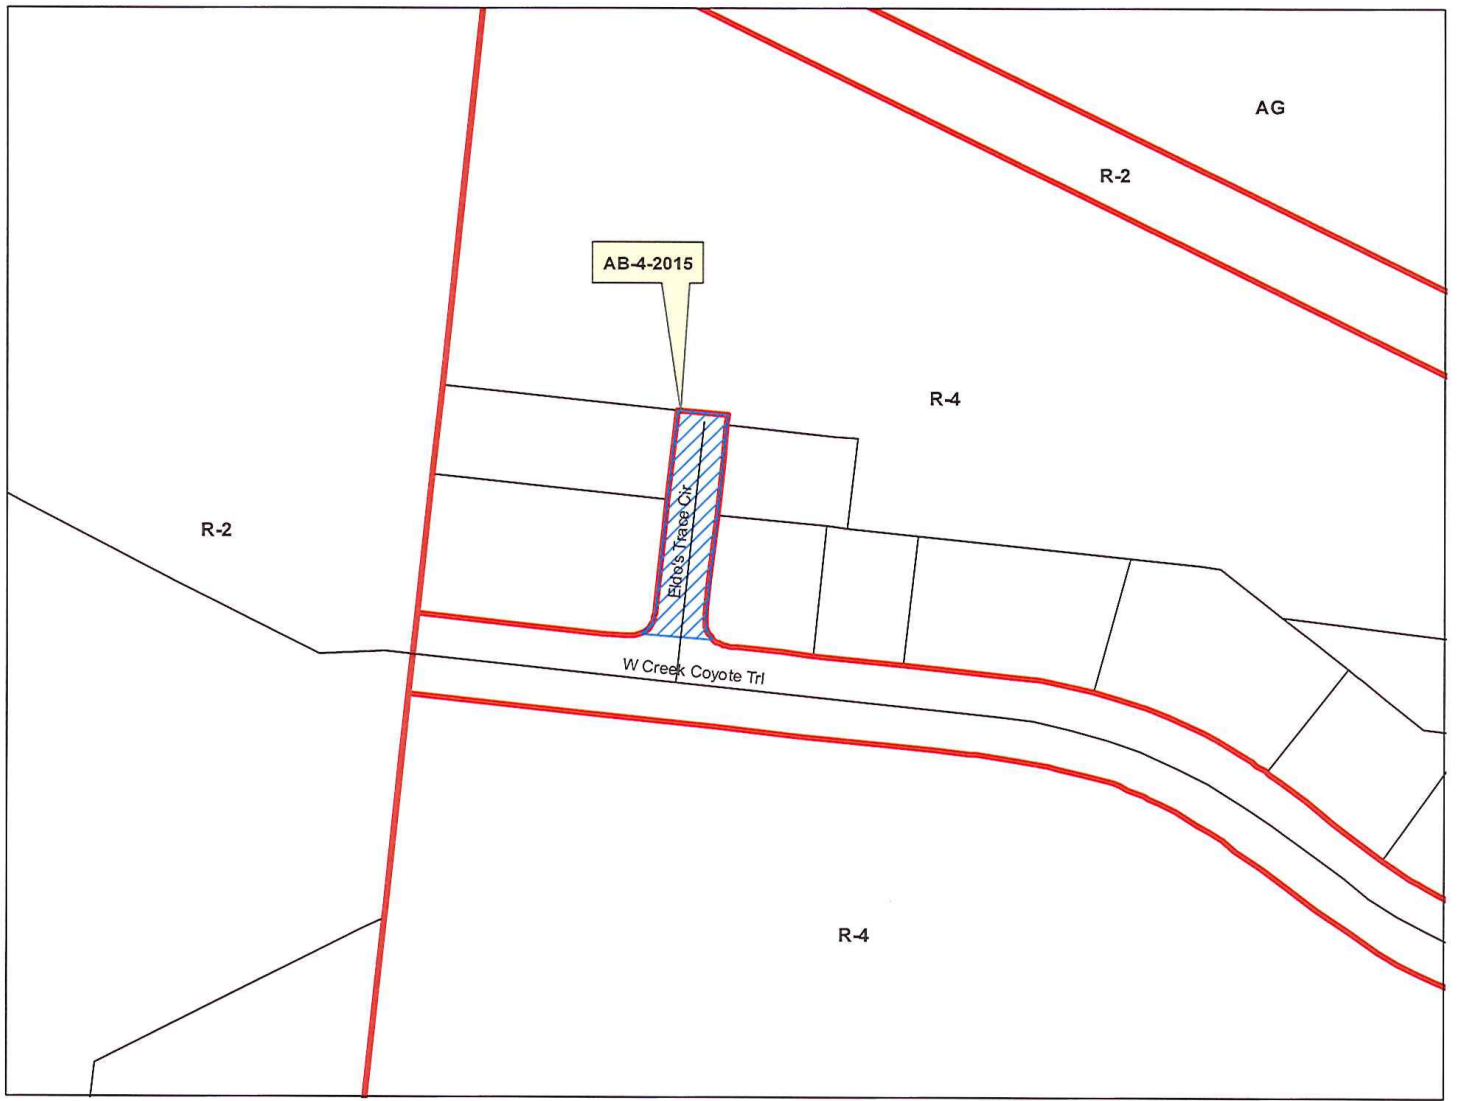 AG
R-2
AB-4-2015
R-4
R-2
Eldo's Trace Cir
W Creek Coyote Trl
R-4